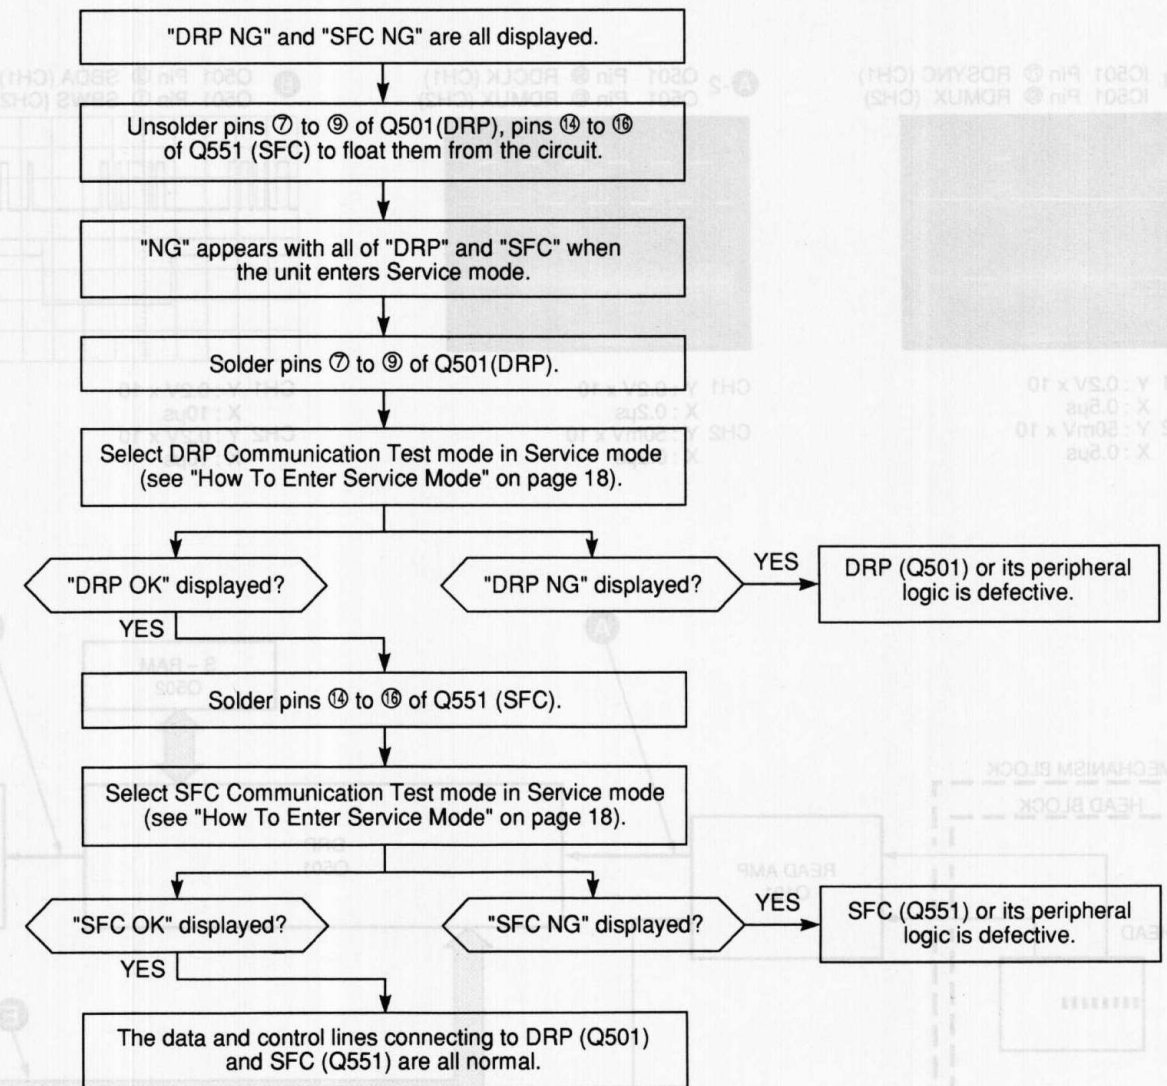 "DRP NG" and "SFC NG" are all displayed.
Unsolder pins ⑦ to ⑨ of Q501(DRP), pins ⑭ to ⑯
of Q551 (SFC) to float them from the circuit.
"NG" appears with all of "DRP" and "SFC" when
the unit enters Service mode.
Solder pins ⑦ to ⑨ of Q501(DRP).
Select DRP Communication Test mode in Service mode
(see "How To Enter Service Mode" on page 18).
"DRP OK" displayed?
"DRP NG" displayed?
YES
DRP (Q501) or its peripheral
logic is defective.
YES
Solder pins ⑭ to ⑯ of Q551 (SFC).
Select SFC Communication Test mode in Service mode
(see "How To Enter Service Mode" on page 18).
"SFC OK" displayed?
"SFC NG" displayed?
YES
SFC (Q551) or its peripheral
logic is defective.
YES
The data and control lines connecting to DRP (Q501)
and SFC (Q551) are all normal.